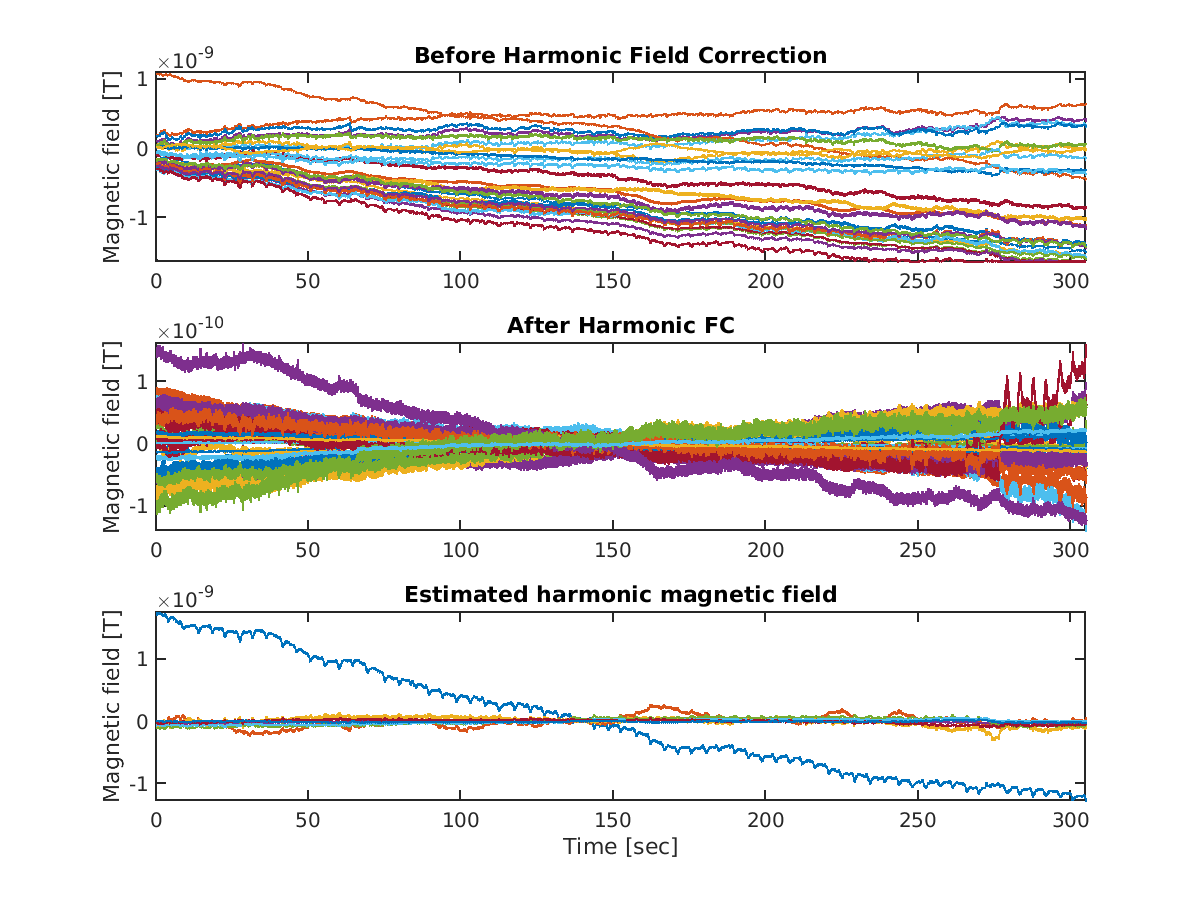 Before Harmonic Field Correction
×10^-9
Magnetic field [T]
1
0
-1
0 50 100 150 200 250 300
After Harmonic FC
×10^-10
Magnetic field [T]
1
0
-1
0 50 100 150 200 250 300
Estimated harmonic magnetic field
×10^-9
Magnetic field [T]
1
0
-1
0 50 100 150 200 250 300
Time [sec]